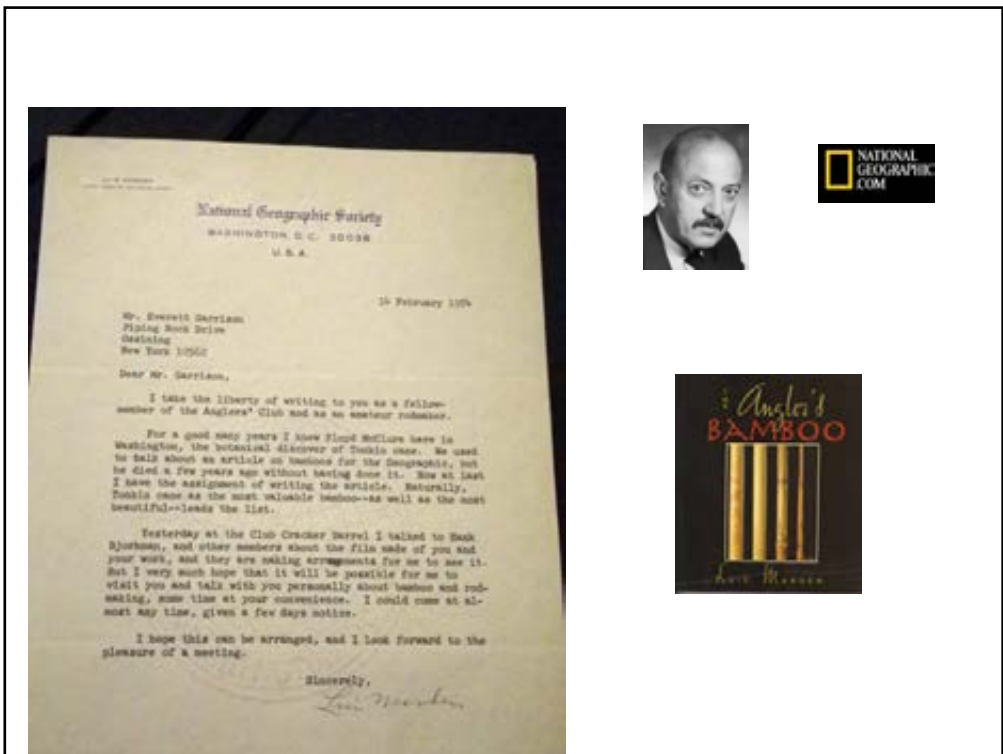 National Geographic Society
WASHINGTON, D. C. 20036
U. S. A.
14 February 1974
Mr. Everett Garrison
Piping Rock Drive
Ossining
New York 10562
Dear Mr. Garrison,
I take the liberty of writing to you as a fellow-
member of the Anglers' Club and as an amateur rodmaker.
For a good many years I knew Floyd McClure here in
Washington, the botanical discover of Tonkin cane. We used
to talk about an article on bamboos for the Geographic, but
he died a few years ago without having done it. Now at last
I have the assignment of writing the article. Naturally,
Tonkin cane as the most valuable bamboo--as well as the most
beautiful--leads the list.
Yesterday at the Club Cracker Barrel I talked to Hank
Bjorkman, and other members about the film made of you and
your work, and they are making arrangements for me to see it.
But I very much hope that it will be possible for me to
visit you and talk with you personally about bamboo and rod-
making, some time at your convenience. I could come at al-
most any time, given a few days notice.
I hope this can be arranged, and I look forward to the
pleasure of a meeting.
Sincerely,
Luis Marden
NATIONAL
GEOGRAPHIC
.COM
THE
Angler's
BAMBOO
Luis Marden